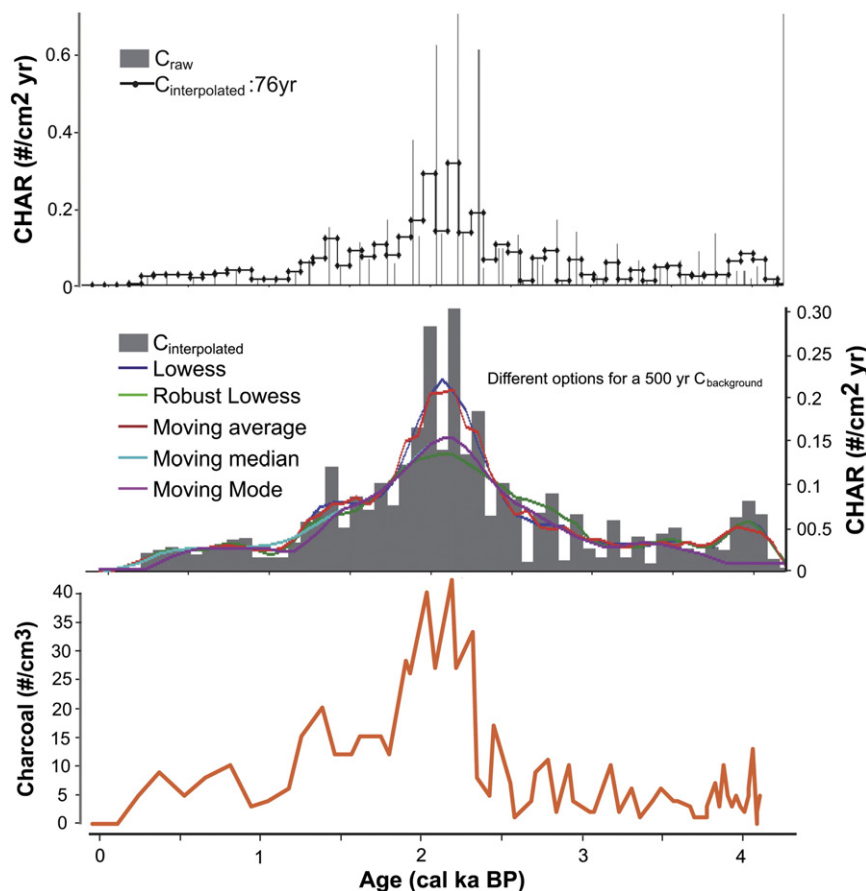 CHAR (#/cm2 yr)
0.6
0.4
0.2
0
Craw
Cinterpolated :76yr
Cinterpolated
Lowess
Robust Lowess
Moving average
Moving median
Moving Mode
Different options for a 500 yr Cbackground
0.30
0.25
0.20
0.15
0.1
00.5
0
CHAR (#/cm2 yr)
Charcoal (#/cm3)
40
35
30
25
20
15
10
5
0
0 1 2 3 4
Age (cal ka BP)